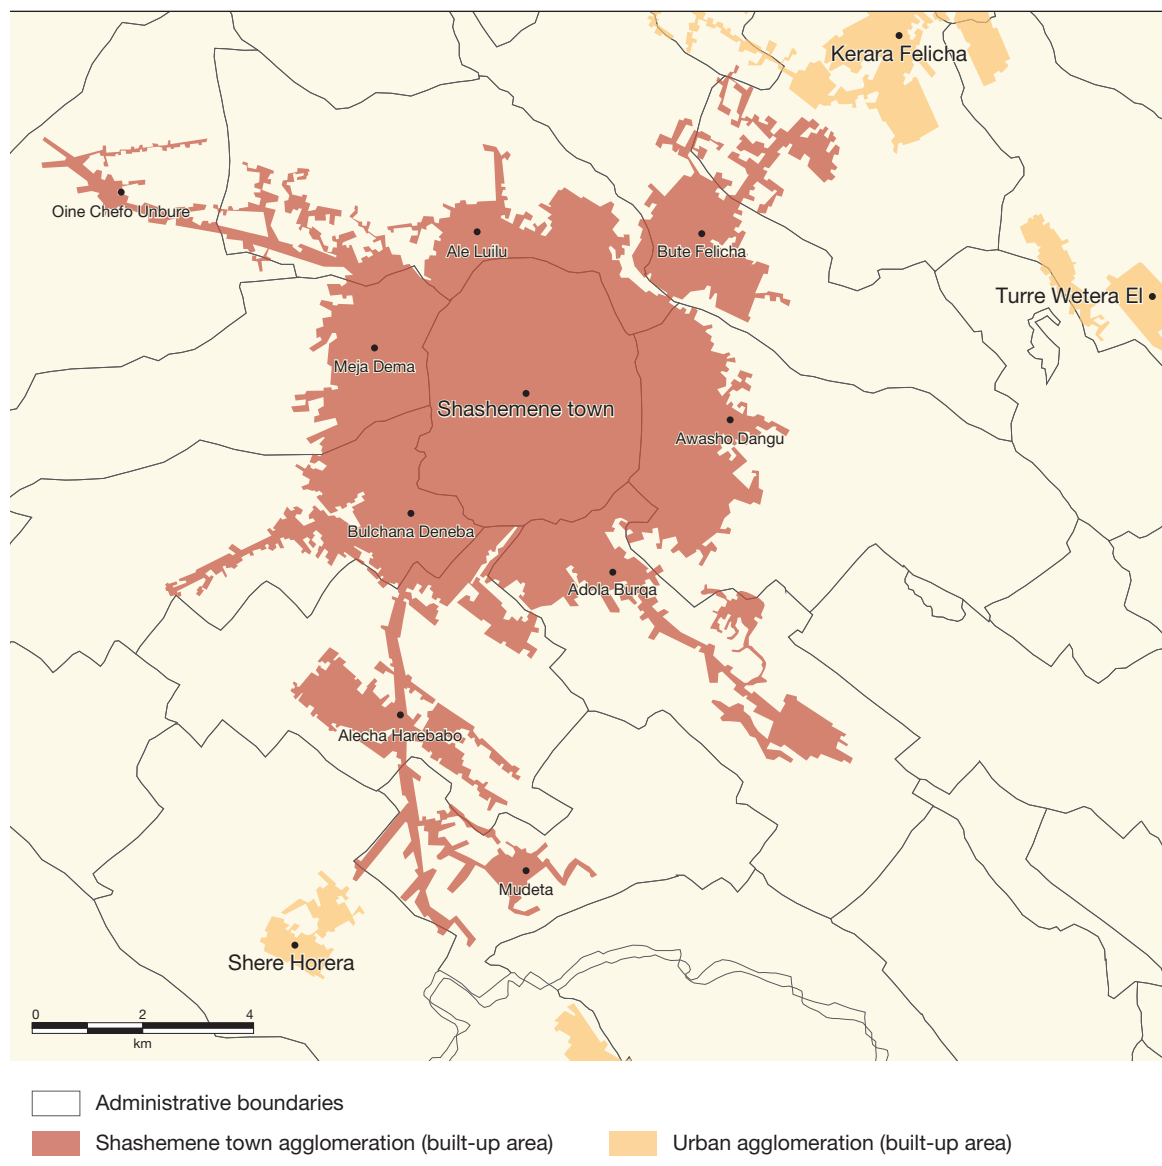 Kerara Felicha
Oine Chefo Unbure
Ale Luilu
Bute Felicha
Turre Wetera El
Meja Dema
Shashemene town
Awasho Dangu
Bulchana Deneba
Adola Burqa
Alecha Harebabo
Mudeta
Shere Horera
0 2 4
km
Administrative boundaries
Shashemene town agglomeration (built-up area)
Urban agglomeration (built-up area)